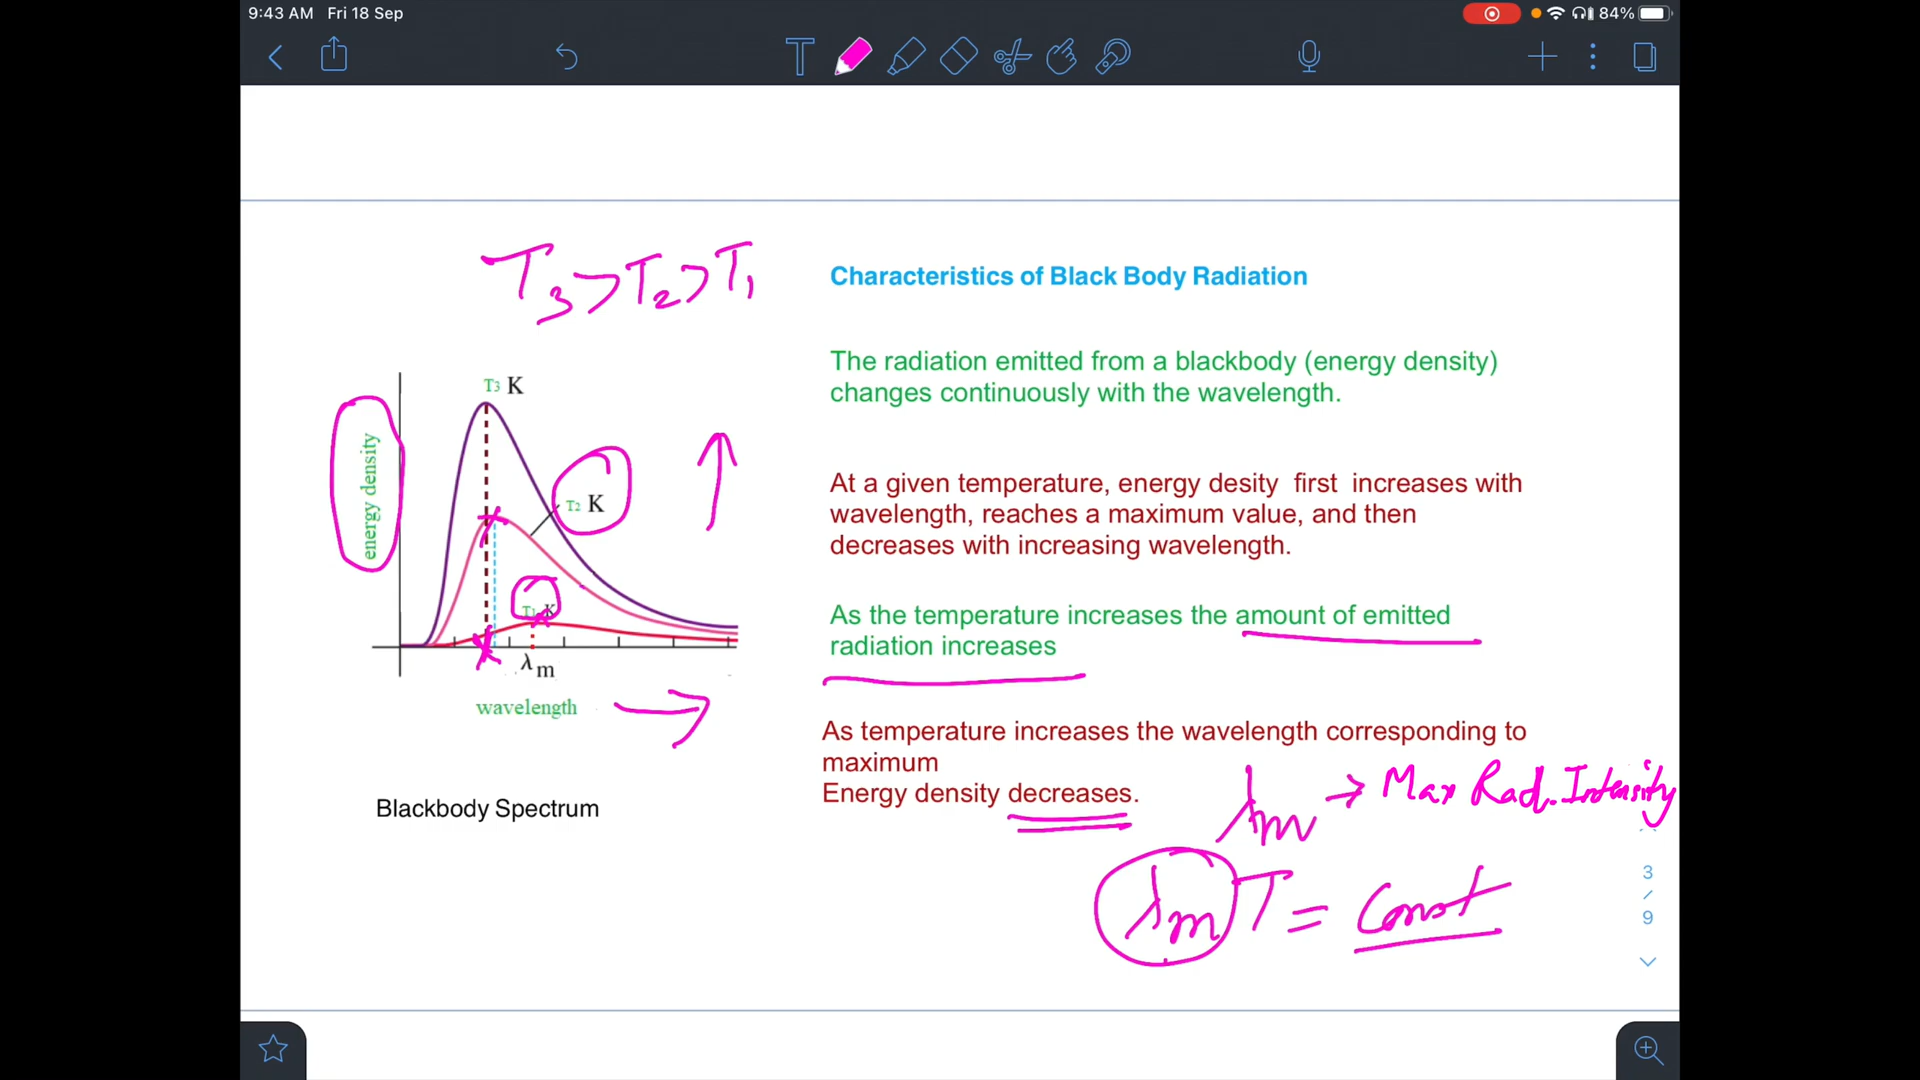 9:43 AM Fri 18 Sep
84%
T
T3 > T2 > T1
Characteristics of Black Body Radiation
The radiation emitted from a blackbody (energy density)
changes continuously with the wavelength.
At a given temperature, energy desity first increases with
wavelength, reaches a maximum value, and then
decreases with increasing wavelength.
As the temperature increases the amount of emitted
radiation increases
As temperature increases the wavelength corresponding to
maximum
Energy density decreases.
λm → Max Rad. Intensity
λm T = Const
T3 K
T2 K
T1 K
energy density
λm
wavelength
Blackbody Spectrum
3
/
9